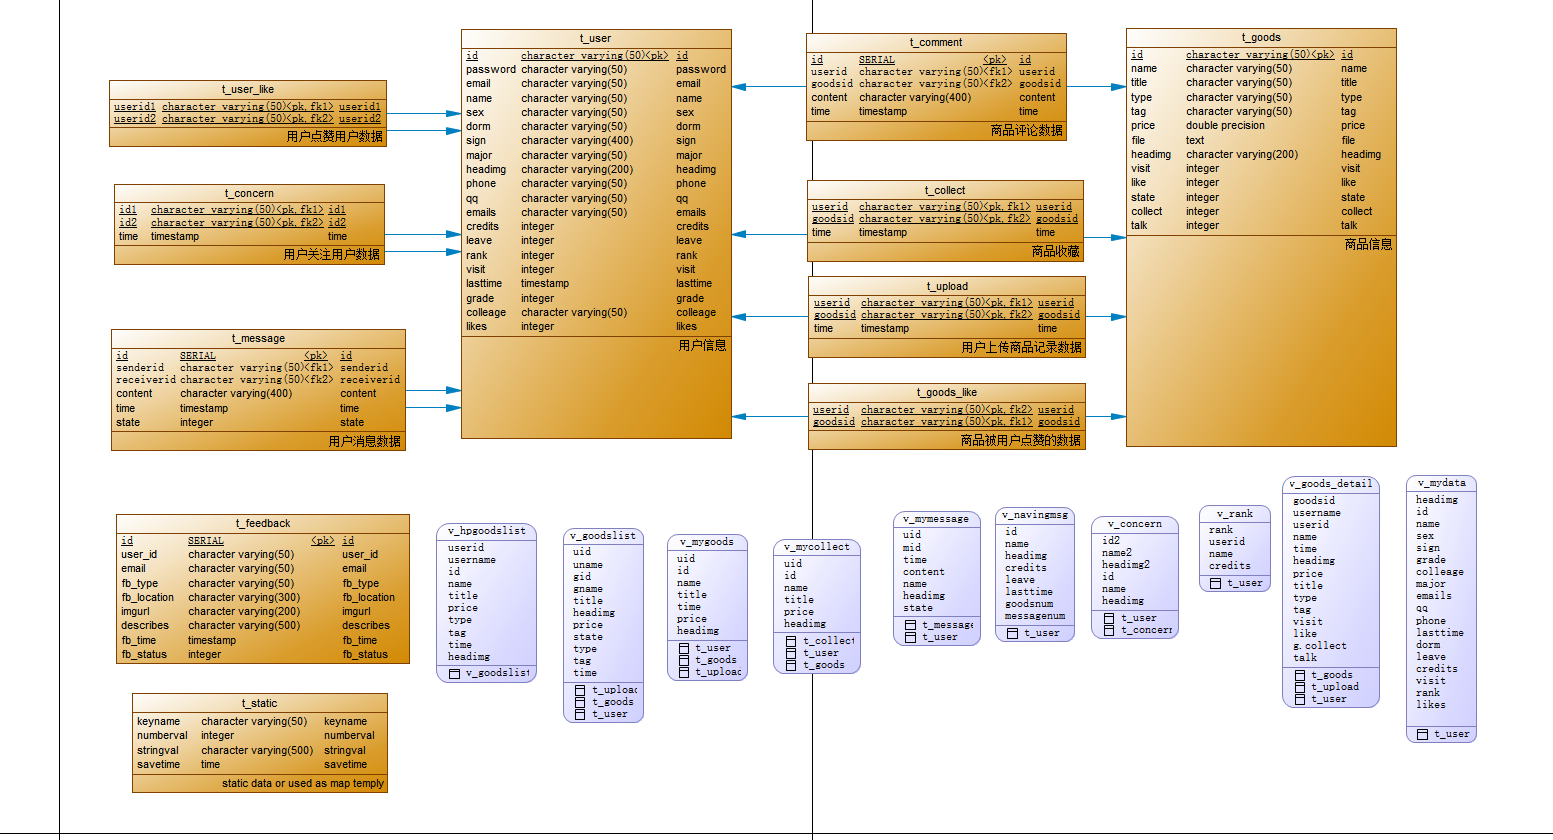 t_user
id character varying(50)<pk> id
password character varying(50) password
email character varying(50) email
name character varying(50) name
sex character varying(50) sex
dorm character varying(50) dorm
sign character varying(400) sign
major character varying(50) major
headimg character varying(200) headimg
phone character varying(50) phone
qq character varying(50) qq
emails character varying(50) emails
credits integer credits
leave integer leave
rank integer rank
visit integer visit
lasttime timestamp lasttime
grade integer grade
colleage character varying(50) colleage
likes integer likes
用户信息
t_comment
id SERIAL <pk> id
userid character varying(50)<fk1> userid
goodsid character varying(50)<fk2> goodsid
content character varying(400) content
time timestamp time
商品评论数据
t_goods
id character varying(50)<pk> id
name character varying(50) name
title character varying(50) title
type character varying(50) type
tag character varying(50) tag
price double precision price
file text file
headimg character varying(200) headimg
visit integer visit
like integer like
state integer state
collect integer collect
talk integer talk
商品信息
t_user_like
userid1 character varying(50)<pk,fk1> userid1
userid2 character varying(50)<pk,fk2> userid2
用户点赞用户数据
t_concern
id1 character varying(50)<pk,fk1> id1
id2 character varying(50)<pk,fk2> id2
time timestamp time
用户关注用户数据
t_collect
userid character varying(50)<pk,fk1> userid
goodsid character varying(50)<pk,fk2> goodsid
time timestamp time
商品收藏
t_upload
userid character varying(50)<pk,fk1> userid
goodsid character varying(50)<pk,fk2> goodsid
time timestamp time
用户上传商品记录数据
t_message
id SERIAL <pk> id
senderid character varying(50)<fk1> senderid
receiverid character varying(50)<fk2> receiverid
content character varying(400) content
time timestamp time
state integer state
用户消息数据
t_goods_like
userid character varying(50)<pk,fk2> userid
goodsid character varying(50)<pk,fk1> goodsid
商品被用户点赞的数据
t_feedback
id SERIAL <pk> id
user_id character varying(50) user_id
email character varying(50) email
fb_type character varying(50) fb_type
fb_location character varying(300) fb_location
imgurl character varying(200) imgurl
describes character varying(500) describes
fb_time timestamp fb_time
fb_status integer fb_status
t_static
keyname character varying(50) keyname
numberval integer numberval
stringval character varying(500) stringval
savetime time savetime
static data or used as map temply
v_hpgoodslist
userid
username
id
name
title
price
type
tag
time
headimg
v_goodslist
v_goodslist
uid
uname
gid
gname
title
headimg
price
state
type
tag
time
t_upload
t_goods
t_user
v_mygoods
uid
id
name
title
time
price
headimg
t_user
t_goods
t_upload
v_mycollect
uid
id
name
title
price
headimg
t_collect
t_user
t_goods
v_mymessage
uid
mid
time
content
name
headimg
state
t_message
t_user
v_navingmsg
id
name
headimg
credits
leave
lasttime
goodsnum
messagenum
t_user
v_concern
id2
name2
headimg2
id
name
headimg
t_user
t_concern
v_rank
rank
userid
name
credits
t_user
v_goods_detail
goodsid
username
userid
name
time
headimg
price
title
type
tag
visit
like
g.collect
talk
t_goods
t_upload
t_user
v_mydata
headimg
id
name
sex
sign
grade
colleage
major
emails
qq
phone
lasttime
dorm
leave
credits
visit
rank
likes
t_user